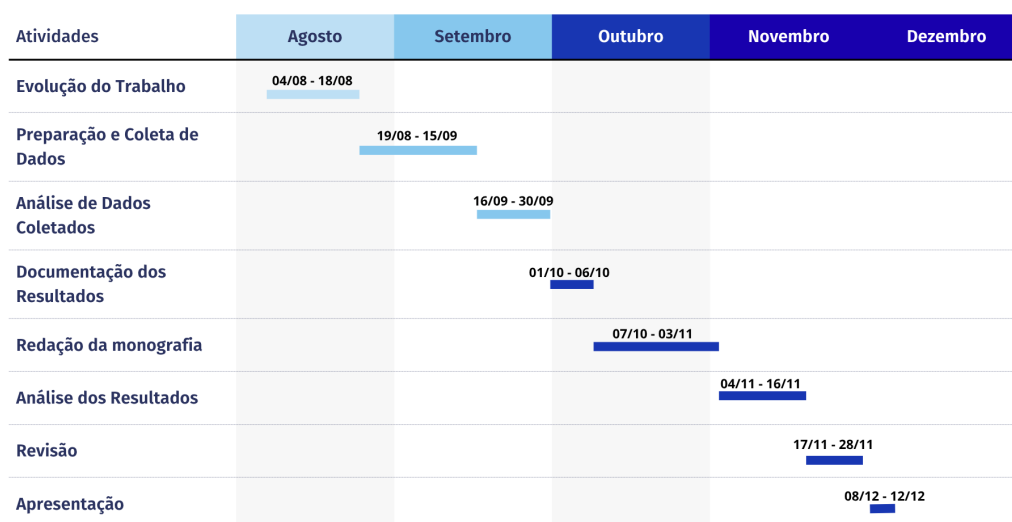 Atividades
Agosto
Setembro
Outubro
Novembro
Dezembro
Evolução do Trabalho
04/08 - 18/08
Preparação e Coleta de
Dados
19/08 - 15/09
Análise de Dados
Coletados
16/09 - 30/09
Documentação dos
Resultados
01/10 - 06/10
Redação da monografia
07/10 - 03/11
Análise dos Resultados
04/11 - 16/11
Revisão
17/11 - 28/11
Apresentação
08/12 - 12/12